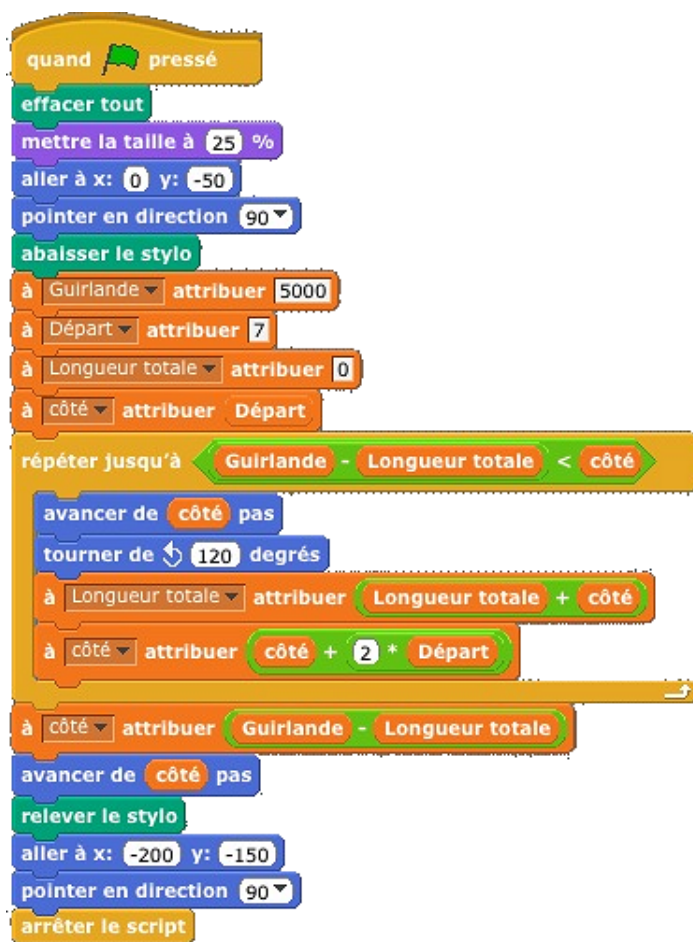 quand pressé
effacer tout
mettre la taille à 25 %
aller à x: 0 y: -50
pointer en direction 90
abaisser le stylo
à Guirlande attribuer 5000
à Départ attribuer 7
à Longueur totale attribuer 0
à côté attribuer Départ
répéter jusqu'à Guirlande - Longueur totale < côté
avancer de côté pas
tourner de 120 degrés
à Longueur totale attribuer Longueur totale + côté
à côté attribuer côté + 2 * Départ
à côté attribuer Guirlande - Longueur totale
avancer de côté pas
relever le stylo
aller à x: -200 y: -150
pointer en direction 90
arrêter le script